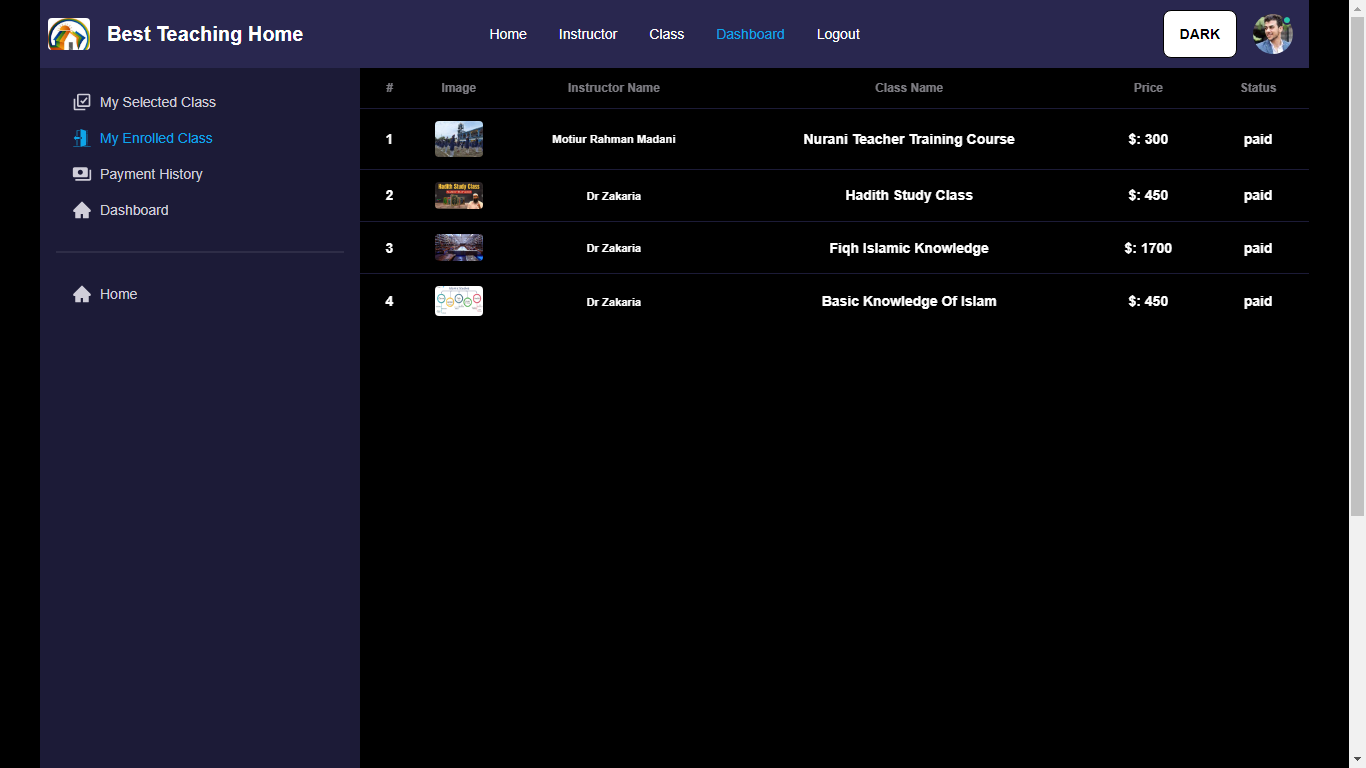 Best Teaching Home
Home Instructor Class Dashboard Logout
DARK
My Selected Class
My Enrolled Class
Payment History
Dashboard
Home
# Image Instructor Name Class Name Price Status
1 Motiur Rahman Madani Nurani Teacher Training Course $: 300 paid
2 Hadith Study Class Dr Zakaria Hadith Study Class $: 450 paid
3 Dr Zakaria Fiqh Islamic Knowledge $: 1700 paid
4 Dr Zakaria Basic Knowledge Of Islam $: 450 paid